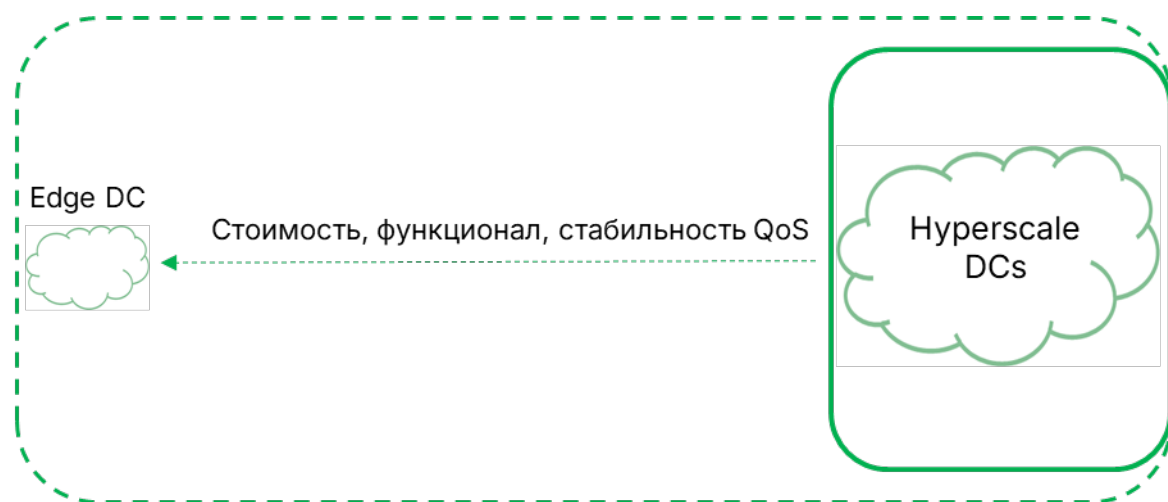 Edge DC
Стоимость, функционал, стабильность QoS
Hyperscale
DCs